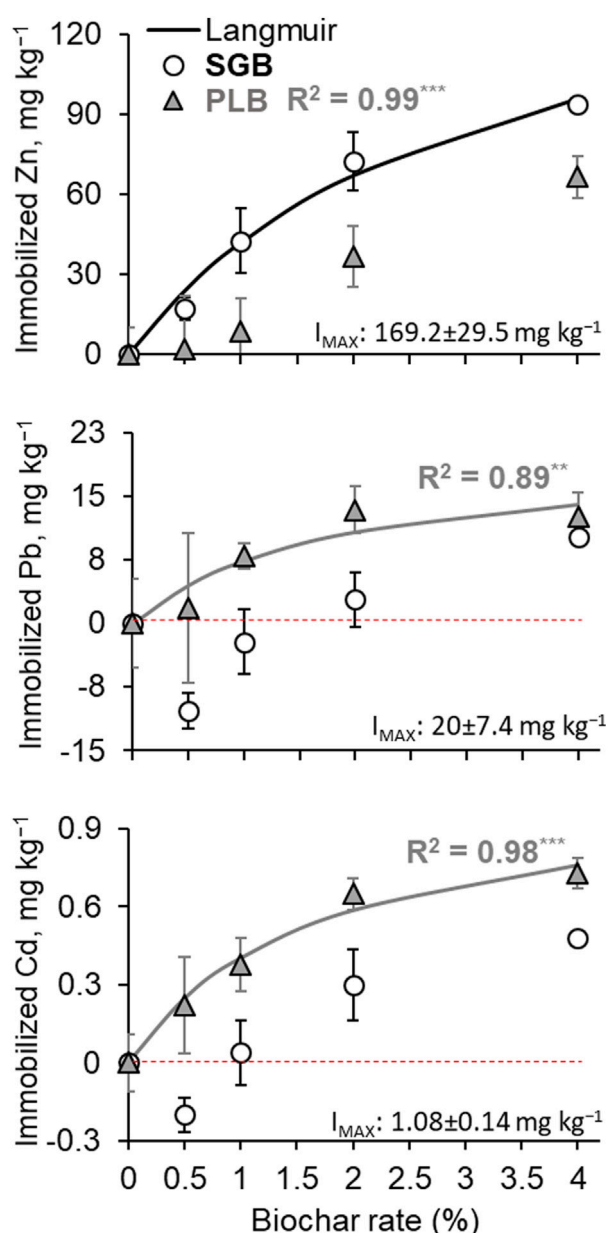 Langmuir
SGB
PLB R² = 0.99***
Immobilized Zn, mg kg⁻¹
120
90
60
30
0
I_MAX: 169.2±29.5 mg kg⁻¹
Immobilized Pb, mg kg⁻¹
23
15
8
0
-8
-15
R² = 0.89**
I_MAX: 20±7.4 mg kg⁻¹
Immobilized Cd, mg kg⁻¹
0.9
0.6
0.3
0
-0.3
R² = 0.98***
I_MAX: 1.08±0.14 mg kg⁻¹
0 0.5 1 1.5 2 2.5 3 3.5 4
Biochar rate (%)